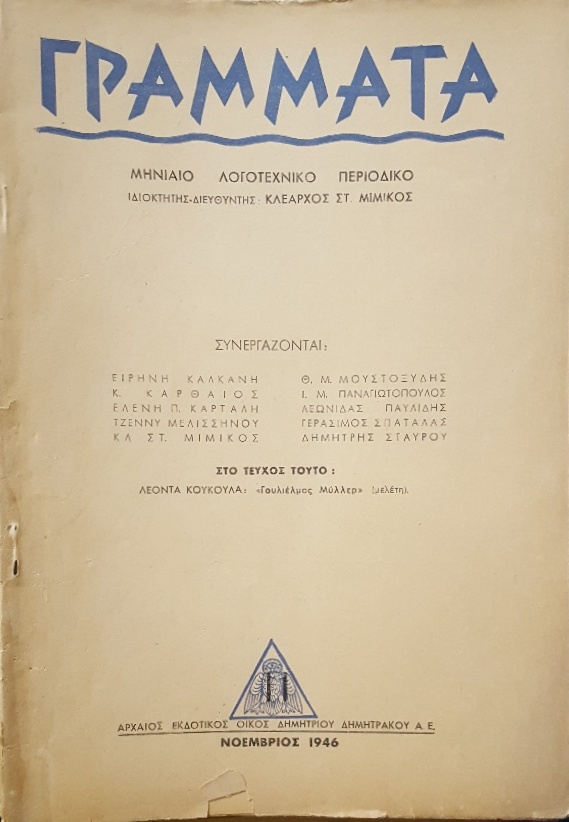 ΓΡΑΜΜΑΤΑ
ΜΗΝΙΑΙΟ ΛΟΓΟΤΕΧΝΙΚΟ ΠΕΡΙΟΔΙΚΟ
ΙΔΙΟΚΤΗΤΗΣ-ΔΙΕΥΘΥΝΤΗΣ: ΚΛΕΑΡΧΟΣ ΣΤ. ΜΙΜΙΚΟΣ
ΣΥΝΕΡΓΑΖΟΝΤΑΙ:
ΕΙΡΗΝΗ ΚΑΛΚΑΝΗ
Κ. ΚΑΡΘΑΙΟΣ
ΕΛΕΝΗ Π. ΚΑΡΤΑΛΗ
ΤΖΕΝΝΥ ΜΕΛΙΣΣΗΝΟΥ
ΚΛ ΣΤ. ΜΙΜΙΚΟΣ
Θ. Μ. ΜΟΥΣΤΟΞΥΔΗΣ
Ι. Μ. ΠΑΝΑΓΙΩΤΟΠΟΥΛΟΣ
ΛΕΩΝΙΔΑΣ ΠΑΥΛΙΔΗΣ
ΓΕΡΑΣΙΜΟΣ ΣΠΑΤΑΛΑΣ
ΔΗΜΗΤΡΗΣ ΣΤΑΥΡΟΥ
ΣΤΟ ΤΕΥΧΟΣ ΤΟΥΤΟ:
ΛΕΟΝΤΑ ΚΟΥΚΟΥΛΑ: «Γουλιέλμος Μύλλερ» (μελέτη).
11
ΑΡΧΑΙΟΣ ΕΚΔΟΤΙΚΟΣ ΟΙΚΟΣ ΔΗΜΗΤΡΙΟΥ ΔΗΜΗΤΡΑΚΟΥ Α.Ε.
ΝΟΕΜΒΡΙΟΣ 1946